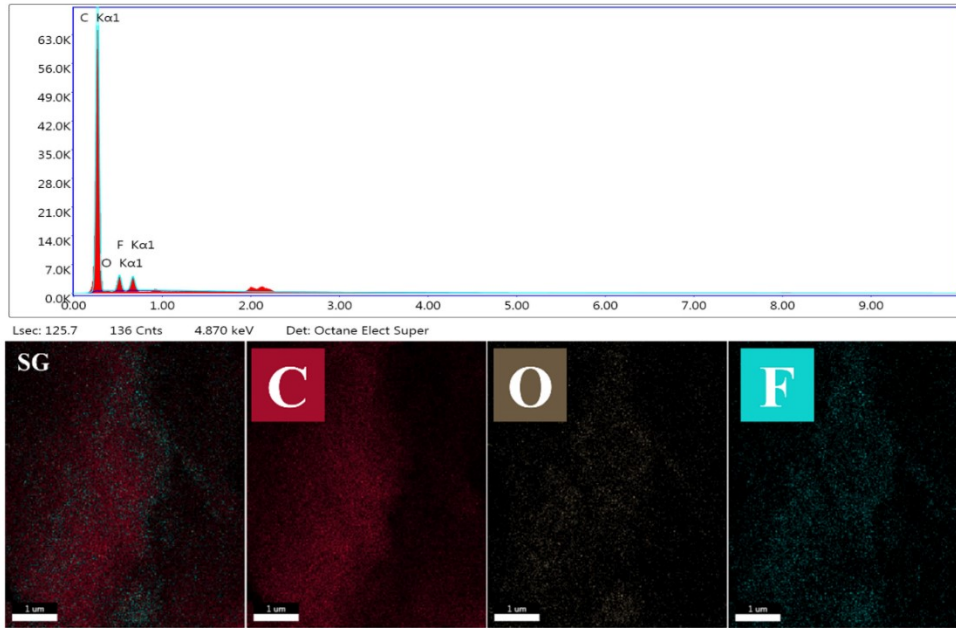 C Kα1
63.0K
56.0K
49.0K
42.0K
35.0K
28.0K
21.0K
14.0K
F Kα1
O Kα1
7.0K
0.0K
0.00 1.00 2.00 3.00 4.00 5.00 6.00 7.00 8.00 9.00
Lsec: 125.7 136 Cnts 4.870 keV Det: Octane Elect Super
SG C O F
1 um 1 um 1 um 1 um